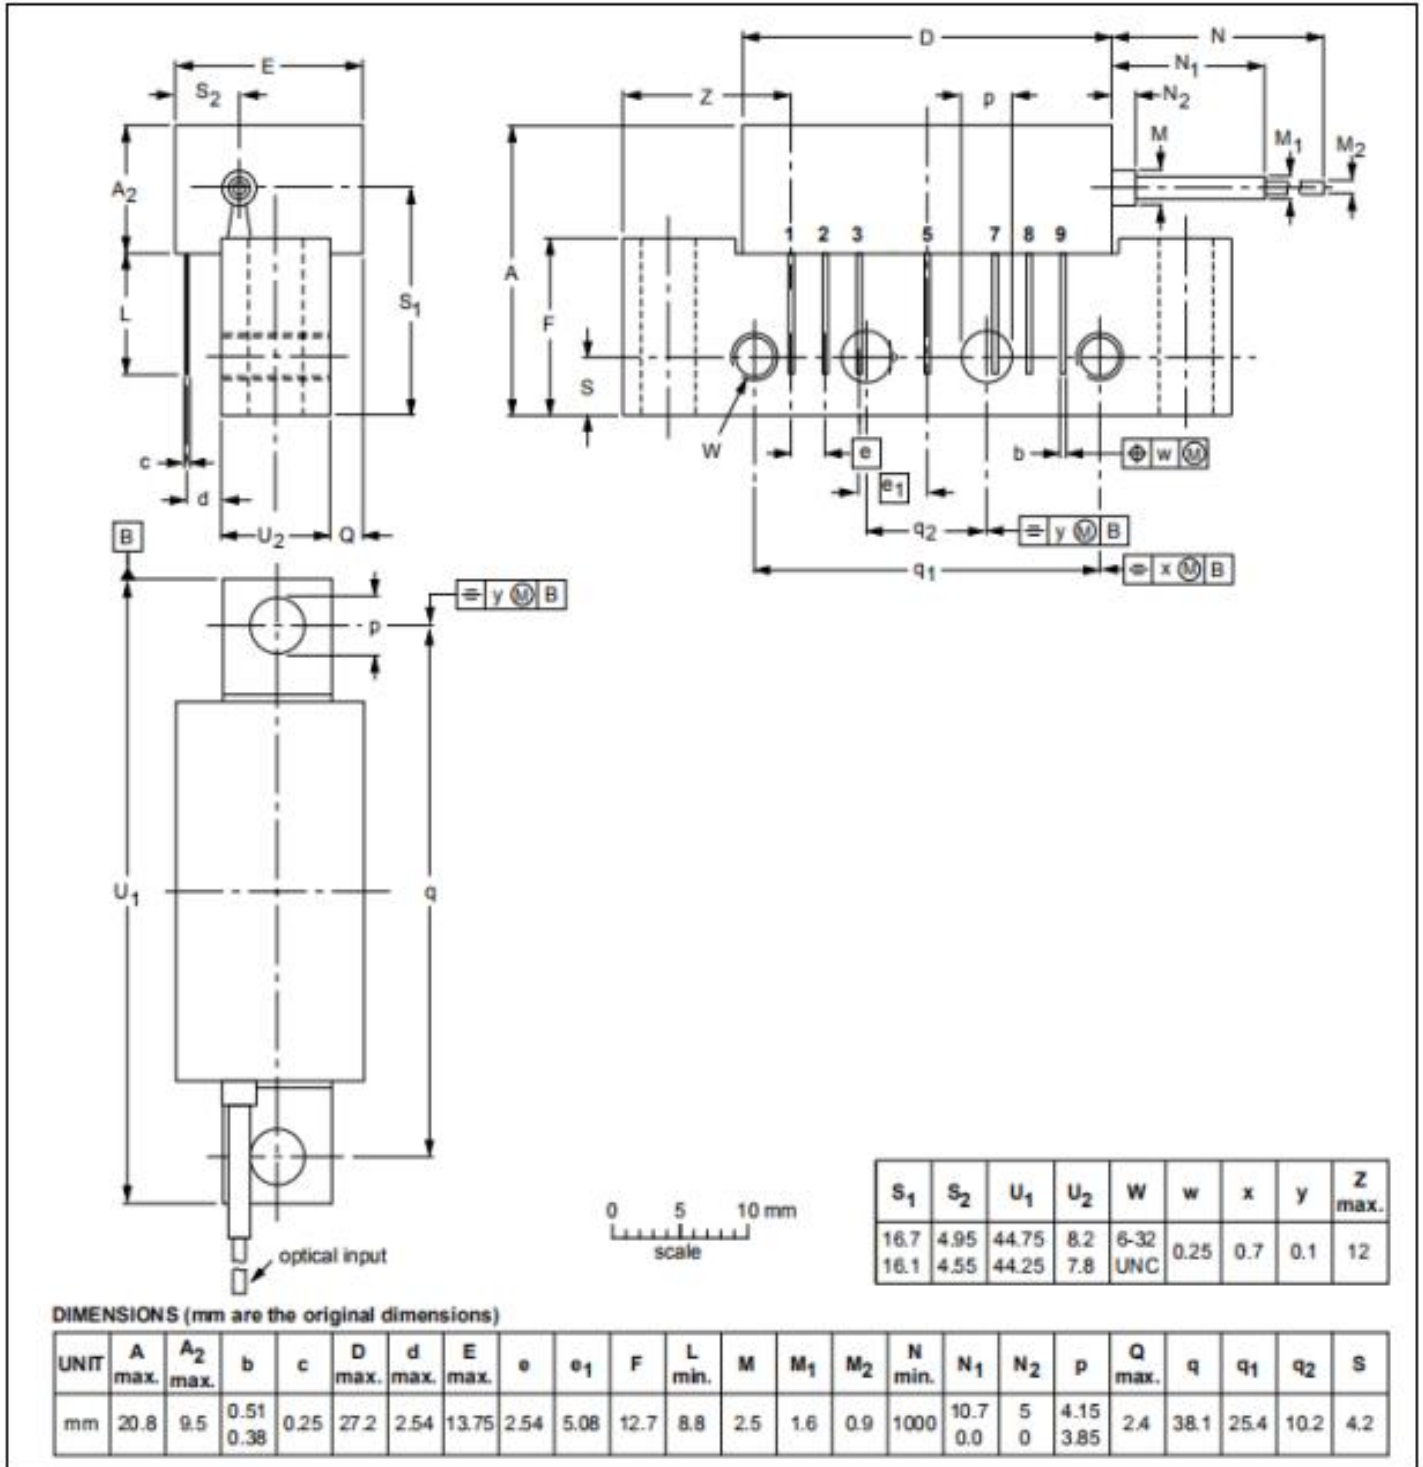 E
S2
A2
L
S1
c
d
U2
Q
D
N
N1
N2
Z
p
M
M1
M2
1 2 3 5 7 8 9
A
F
S
W
e
b
w M
e1
q2
y M B
q1
x M B
B
y M B
p
U1
q
optical input
0 5 10 mm
scale
S1 S2 U1 U2 W w x y Z max.
16.7 4.95 44.75 8.2 6-32 0.25 0.7 0.1 12
16.1 4.55 44.25 7.8 UNC
DIMENSIONS (mm are the original dimensions)
UNIT A max. A2 max. b c D max. d max. E max. e e1 F L min. M M1 M2 N min. N1 N2 p Q max. q q1 q2 S
mm 20.8 9.5 0.51 0.25 27.2 2.54 13.75 2.54 5.08 12.7 8.8 2.5 1.6 0.9 1000 10.7 5 4.15 2.4 38.1 25.4 10.2 4.2
0.38 0.0 0 3.85